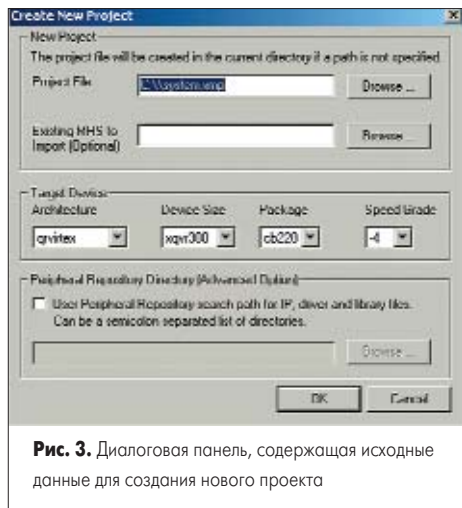 Create New Project
New Project
The project file will be created in the current directory if a path is not specified.
Project File
Browse ...
Existing MHS to
Import (Optional)
Browse ...
Target Device
Architecture
Device Size
Package
Speed Grade
qrvirtex
xqvr300
cb220
-4
Peripheral Repository Directory (Advanced Option)
User Peripheral Repository search path for IP, driver and library files.
Can be a semicolon separated list of directories.
Browse ...
OK
Cancel
Рис. 3. Диалоговая панель, содержащая исходные
данные для создания нового проекта